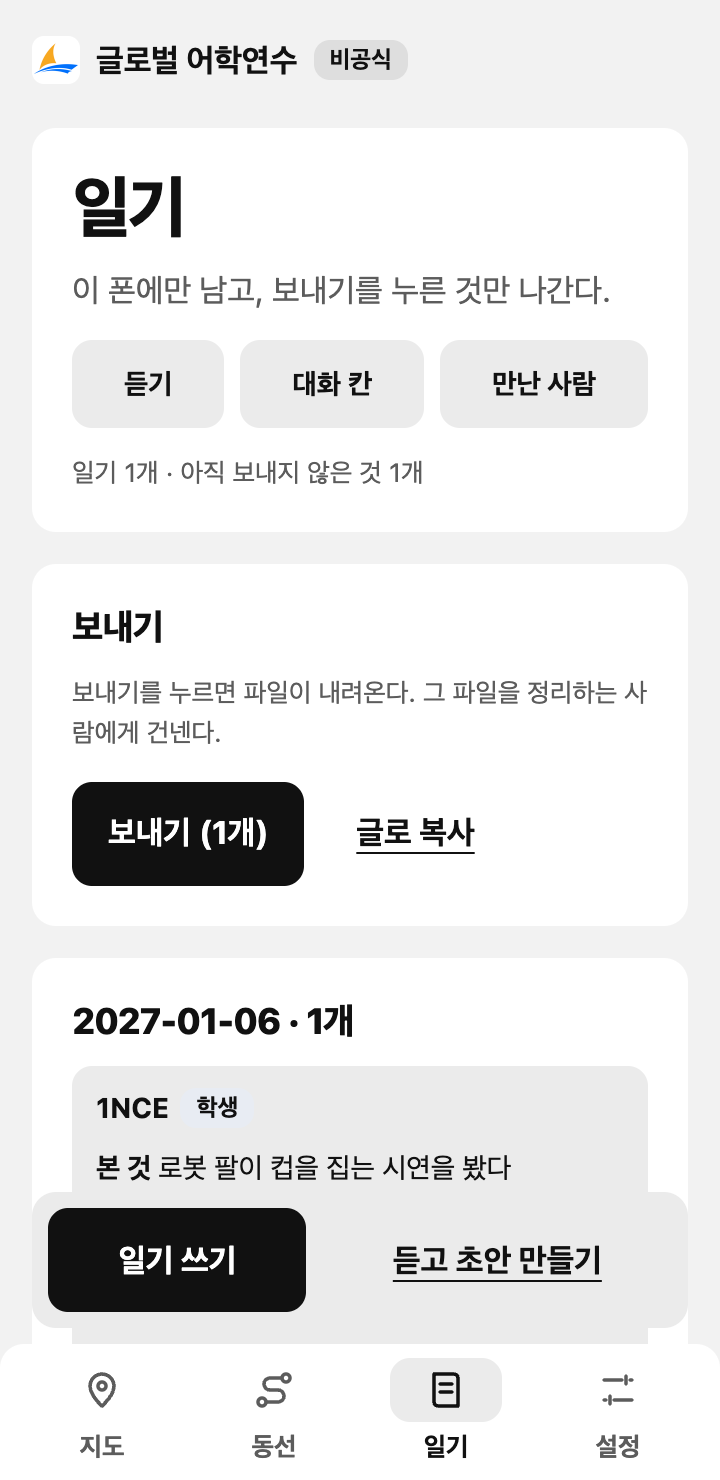 글로벌 어학연수 비공식
일기
이 폰에만 남고, 보내기를 누른 것만 나간다.
듣기 대화 칸 만난 사람
일기 1개 · 아직 보내지 않은 것 1개
보내기
보내기를 누르면 파일이 내려온다. 그 파일을 정리하는 사
람에게 건넨다.
보내기 (1개) 글로 복사
2027-01-06 · 1개
1NCE 학생
본 것 로봇 팔이 컵을 집는 시연을 봤다
일기 쓰기 듣고 초안 만들기
지도 동선 일기 설정